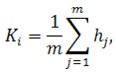 $K_i = \frac{1}{m} \sum_{j=1}^{m} h_j,$